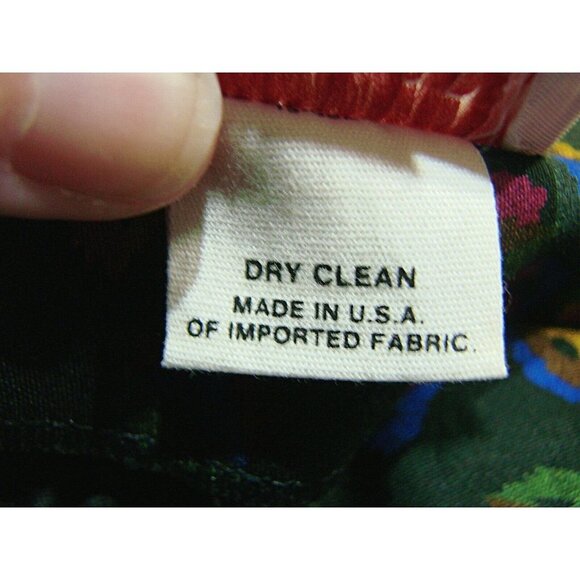 DRY CLEAN
MADE IN U.S.A.
OF IMPORTED FABRIC.